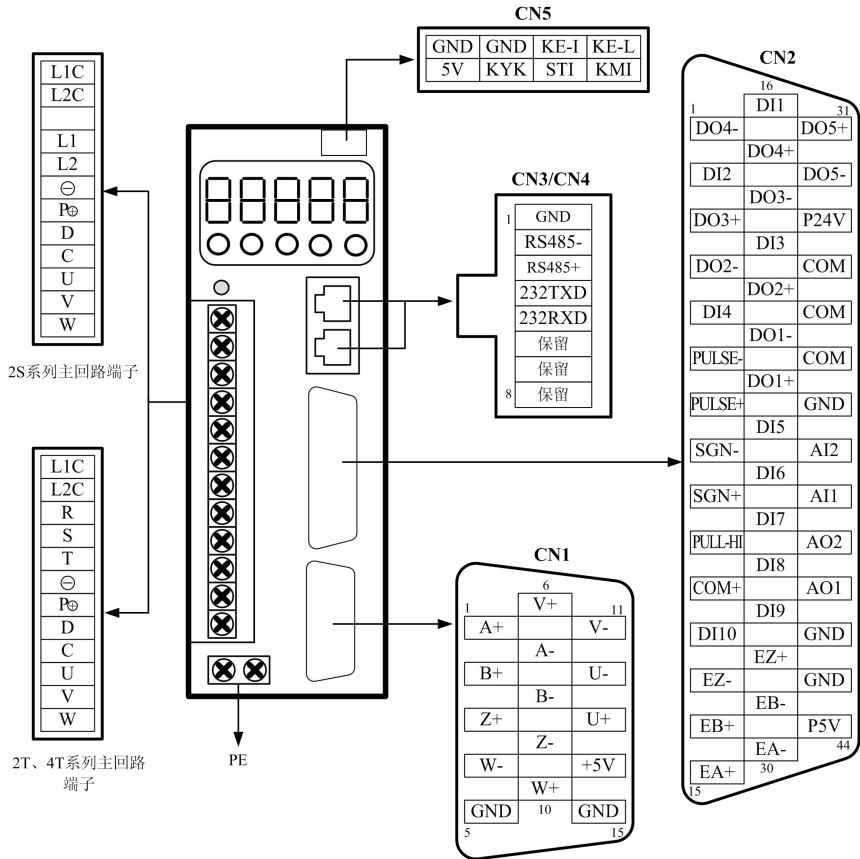 CN5
GND GND KE-I KE-L
5V KYK STI KMI
L1C
L2C
L1
L2
⊖
P⊕
D
C
U
V
W
2S系列主回路端子
L1C
L2C
R
S
T
⊖
P⊕
D
C
U
V
W
2T、4T系列主回路
端子
PE
CN3/CN4
1 GND
RS485-
RS485+
232TXD
232RXD
保留
保留
8 保留
CN1
6
V+
1 11
A+ V-
A-
B+ U-
B-
Z+ U+
Z-
W- +5V
W+
GND 10 GND
5 15
CN2
16
DI1
1 31
DO4- DO5+
DO4+
DI2 DO5-
DO3-
DO3+ P24V
DI3
DO2- COM
DO2+
DI4 COM
DO1-
PULSE- COM
DO1+
PULSE+ GND
DI5
SGN- AI2
DI6
SGN+ AI1
DI7
PULL-HI AO2
DI8
COM+ AO1
DI9
DI10 GND
EZ+
EZ- GND
EB-
EB+ P5V
EA- 44
EA+ 30
15